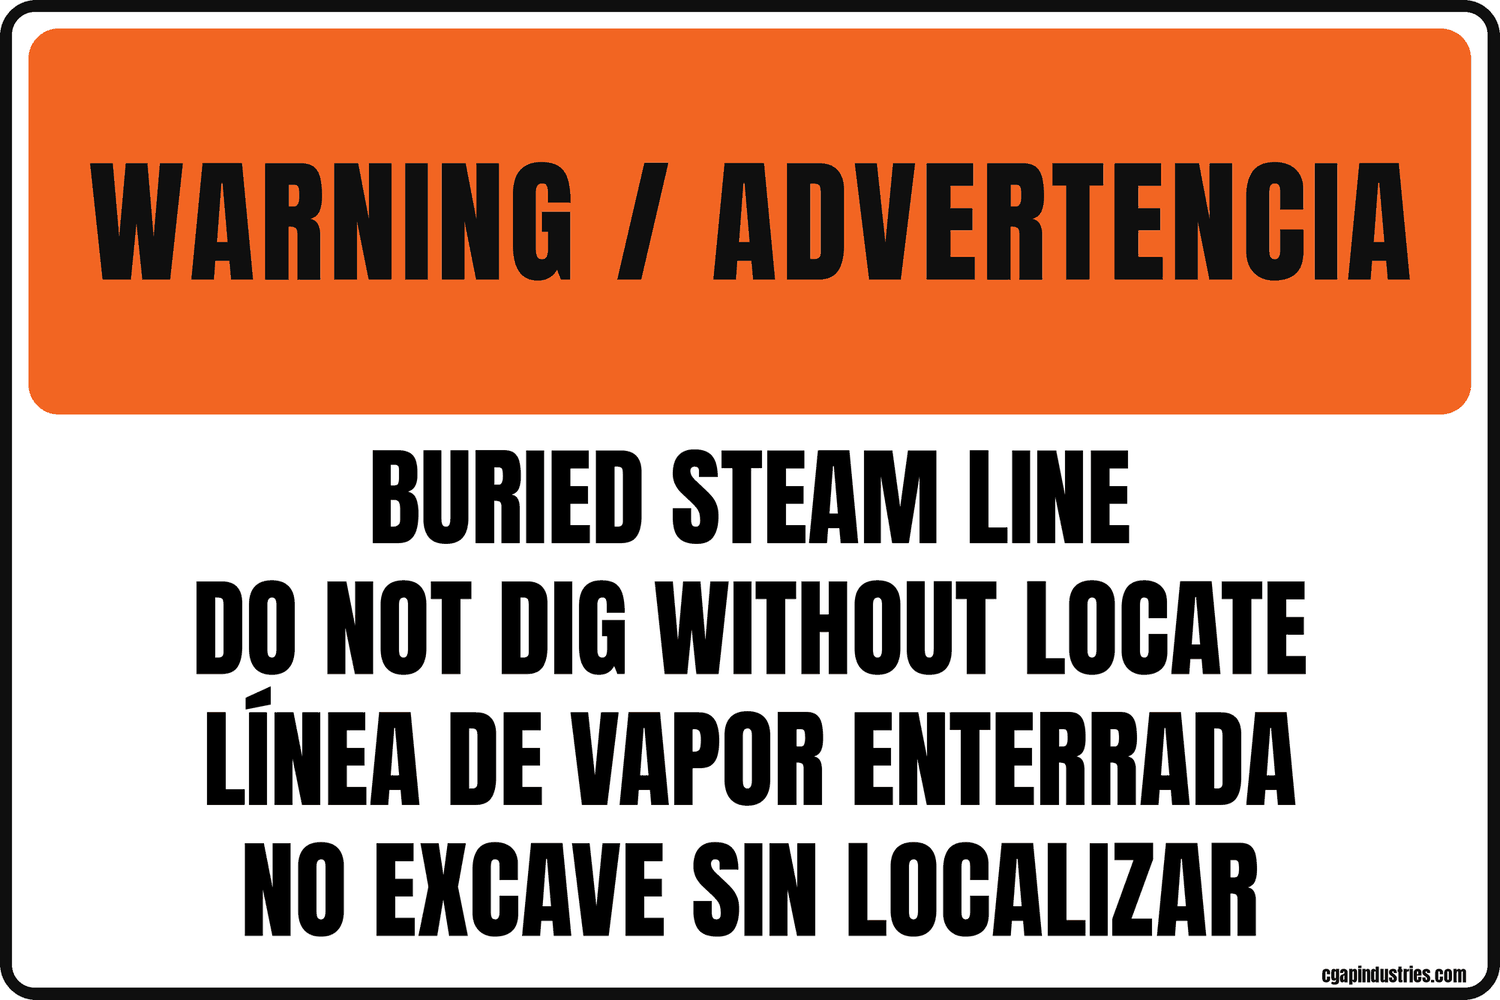 WARNING / ADVERTENCIA
BURIED STEAM LINE
DO NOT DIG WITHOUT LOCATE
LÍNEA DE VAPOR ENTERRADA
NO EXCAVE SIN LOCALIZAR
cgapindustries.com